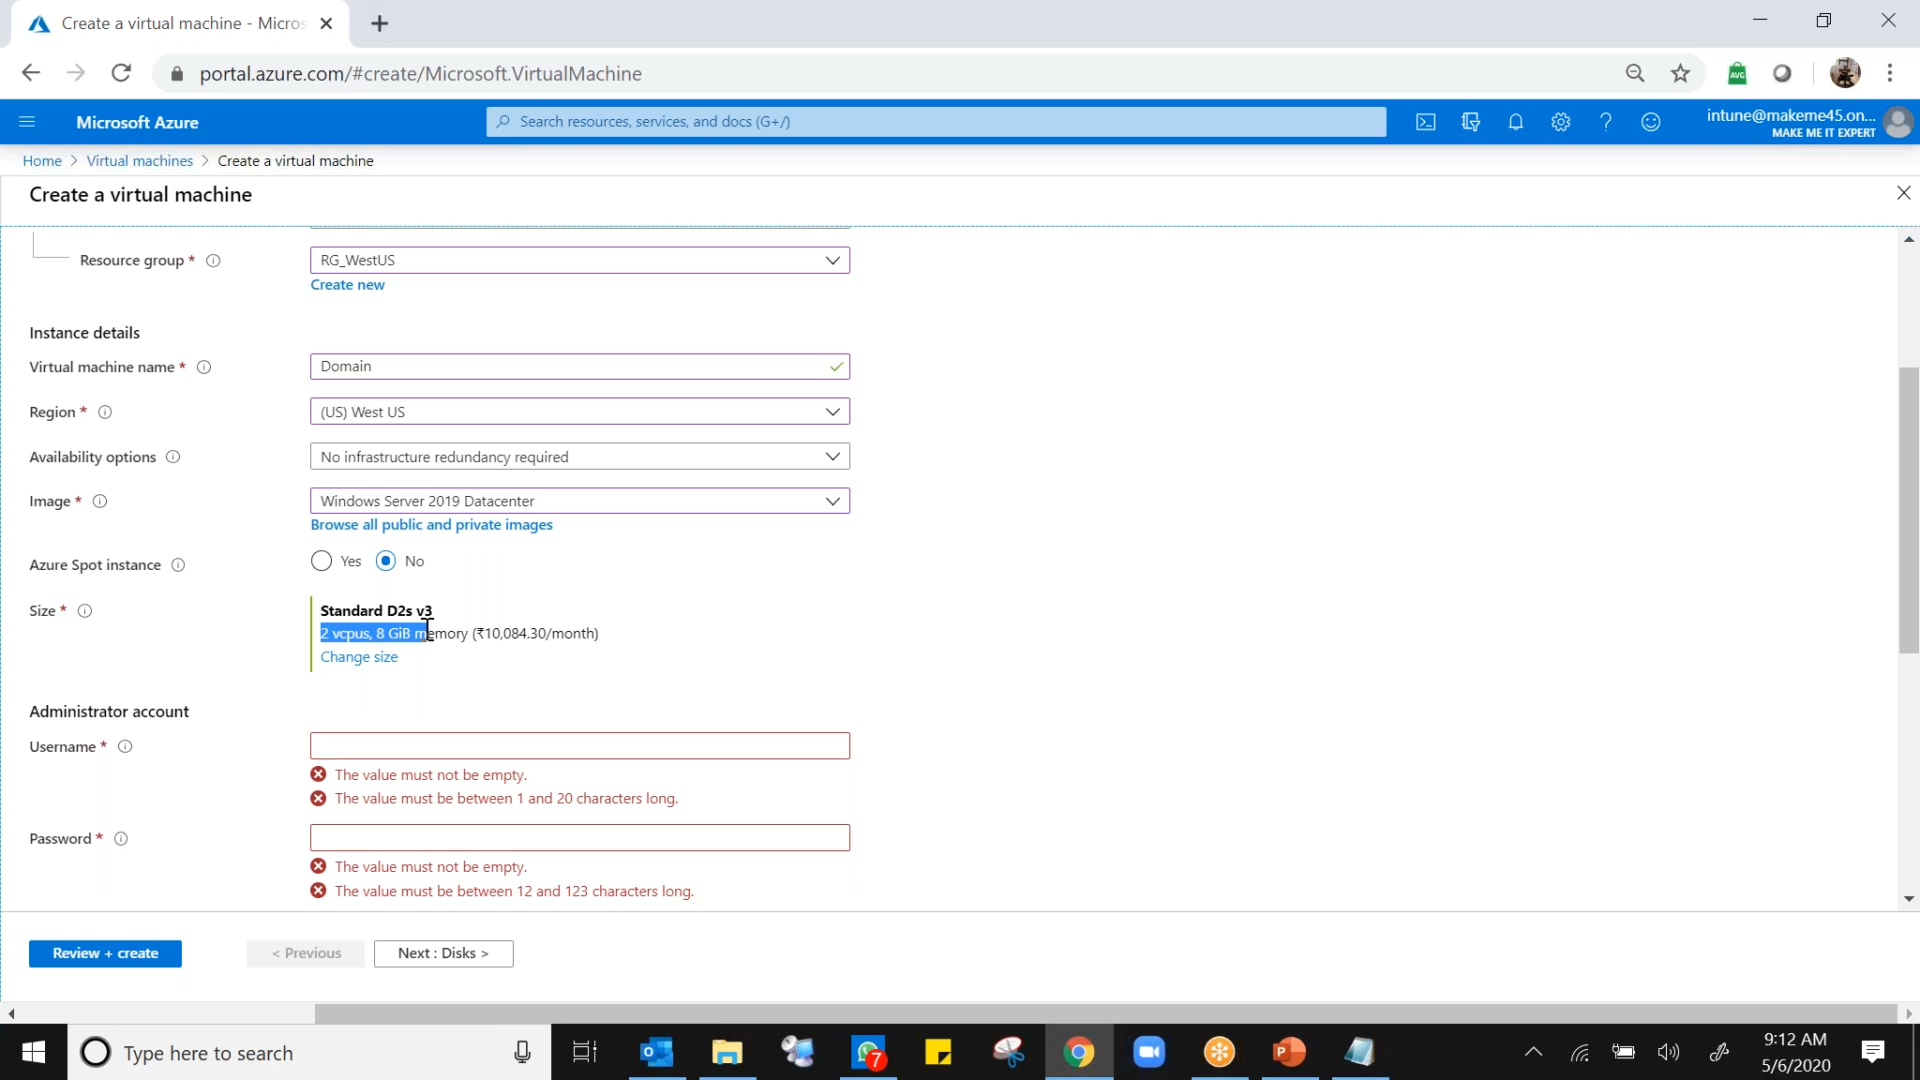 Create a virtual machine - Micros
portal.azure.com/#create/Microsoft.VirtualMachine
AVG
Microsoft Azure
Search resources, services, and docs (G+/)
intune@makeme45.on...
MAKE ME IT EXPERT
Home > Virtual machines > Create a virtual machine
Create a virtual machine
Resource group *
RG_WestUS
Create new
Instance details
Virtual machine name *
Domain
Region *
(US) West US
Availability options
No infrastructure redundancy required
Image *
Windows Server 2019 Datacenter
Browse all public and private images
Azure Spot instance
Yes
No
Size *
Standard D2s v3
2 vcpus, 8 GiB memory (₹10,084.30/month)
Change size
Administrator account
Username *
The value must not be empty.
The value must be between 1 and 20 characters long.
Password *
The value must not be empty.
The value must be between 12 and 123 characters long.
Review + create
< Previous
Next : Disks >
Type here to search
7
9:12 AM
5/6/2020